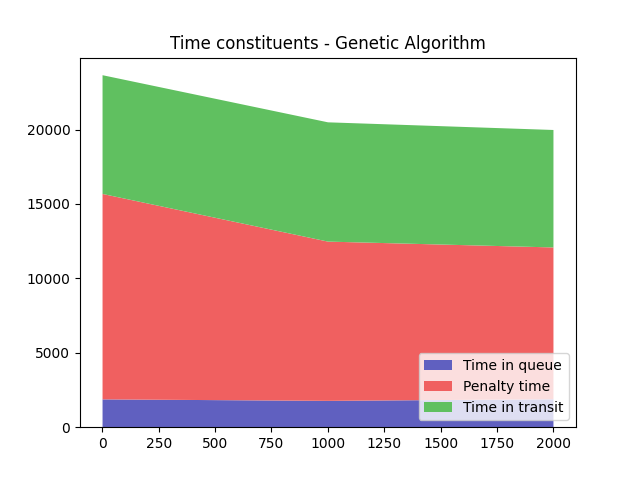 Time constituents - Genetic Algorithm
20000
15000
10000
5000
0
Time in queue
Penalty time
Time in transit
0 250 500 750 1000 1250 1500 1750 2000